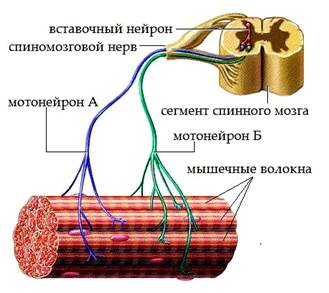 вставочный нейрон
спиномозговой нерв
мотонейрон А
сегмент спинного мозга
мотонейрон Б
мышечные волокна